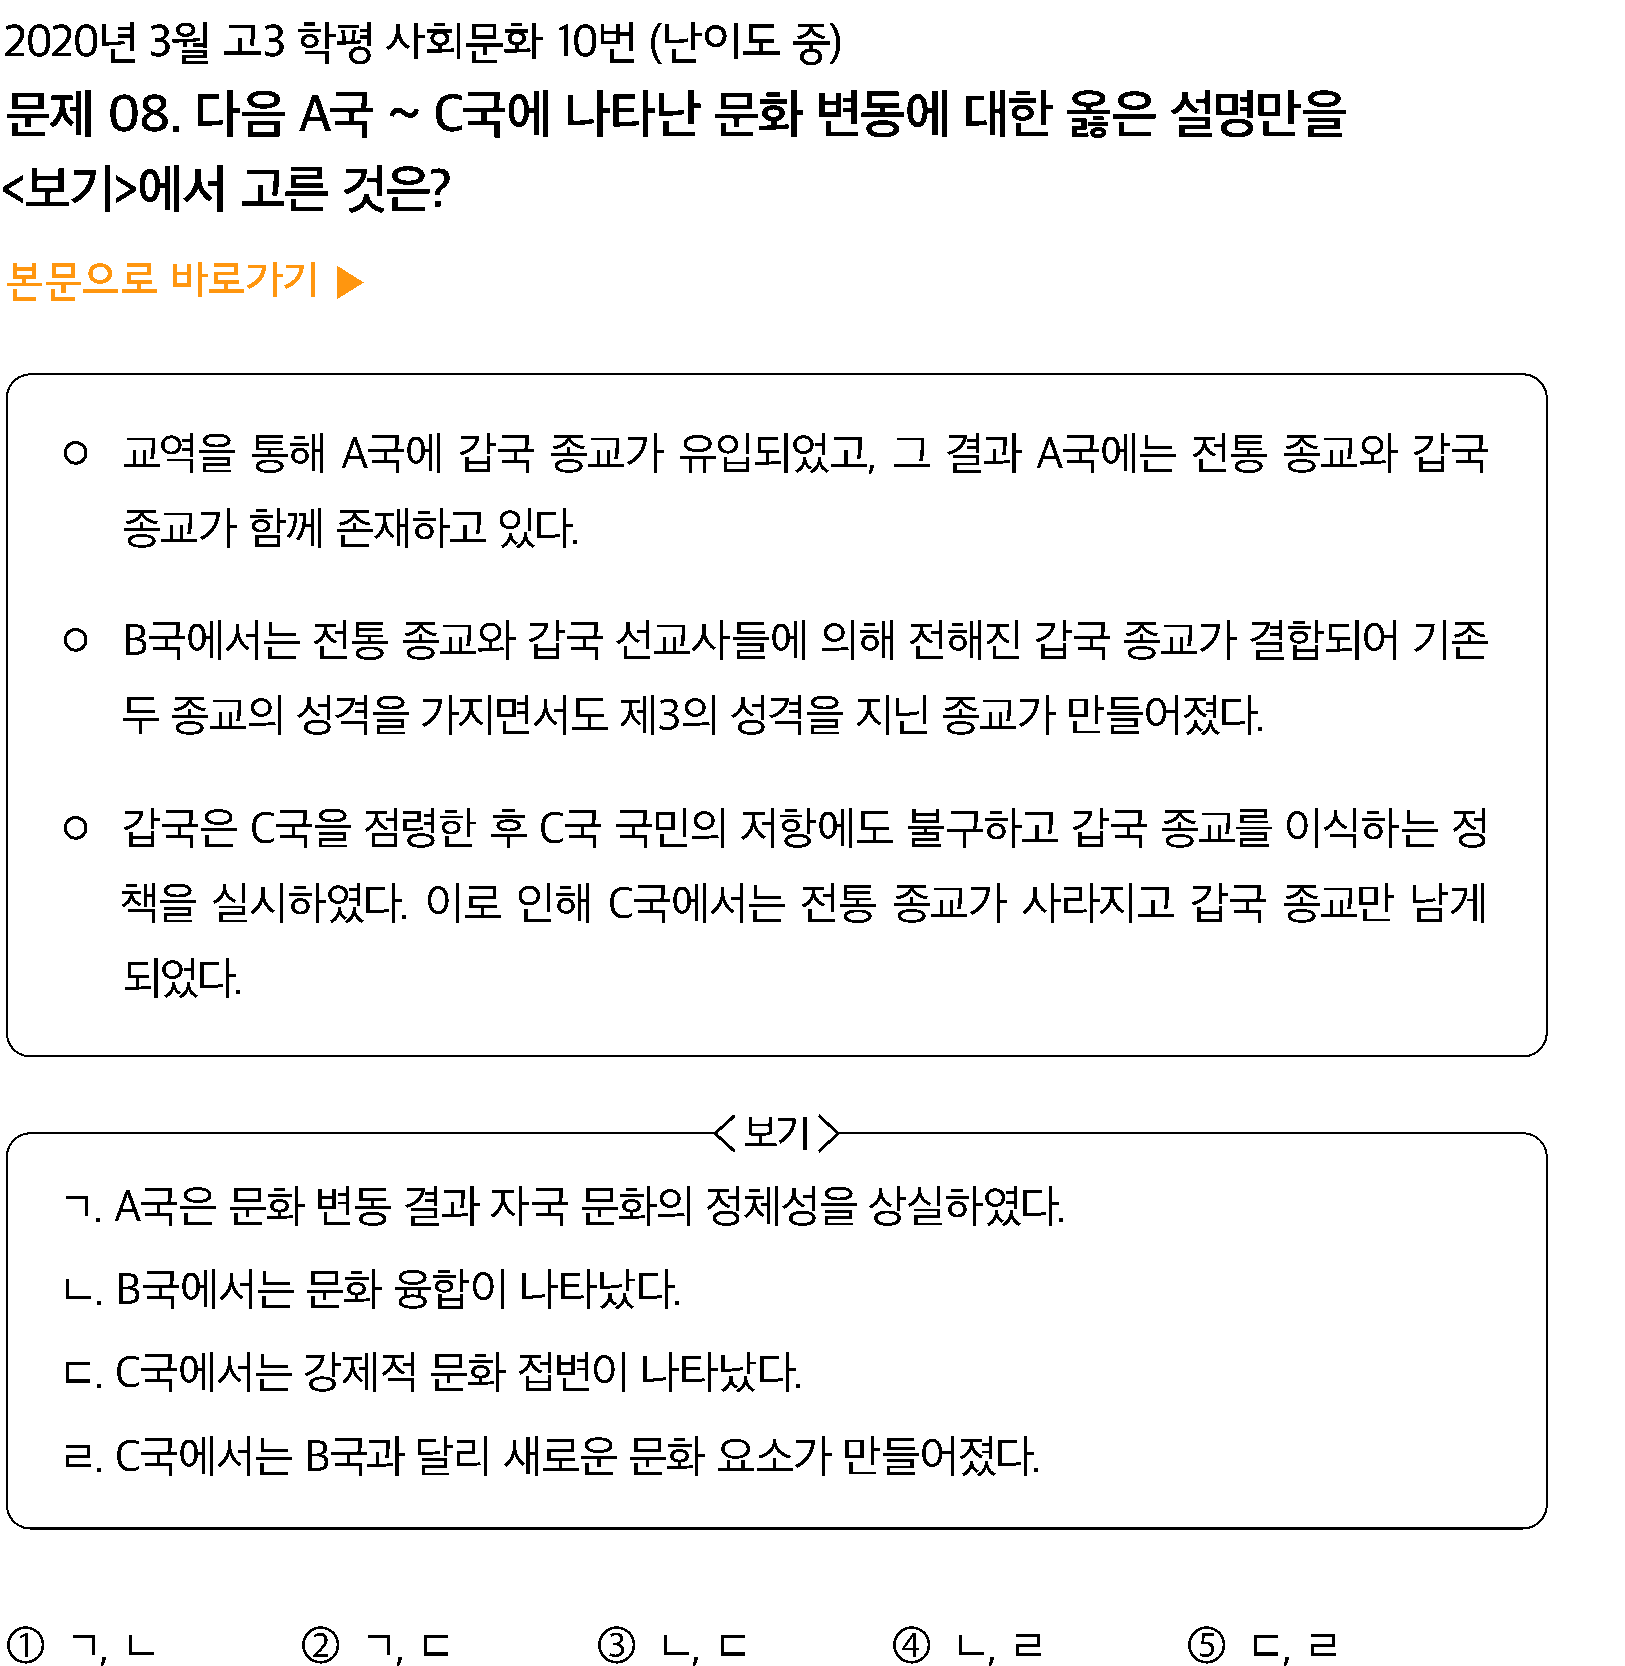 2020년 3월 고3 학평 사회문화 10번 (난이도 중)
문제 08. 다음 A국 ~ C국에 나타난 문화 변동에 대한 옳은 설명만을
<보기>에서 고른 것은?
본문으로 바로가기 ▶
○ 교역을 통해 A국에 갑국 종교가 유입되었고, 그 결과 A국에는 전통 종교와 갑국
종교가 함께 존재하고 있다.
○ B국에서는 전통 종교와 갑국 선교사들에 의해 전해진 갑국 종교가 결합되어 기존
두 종교의 성격을 가지면서도 제3의 성격을 지닌 종교가 만들어졌다.
○ 갑국은 C국을 점령한 후 C국 국민의 저항에도 불구하고 갑국 종교를 이식하는 정
책을 실시하였다. 이로 인해 C국에서는 전통 종교가 사라지고 갑국 종교만 남게
되었다.
<보기>
ㄱ. A국은 문화 변동 결과 자국 문화의 정체성을 상실하였다.
ㄴ. B국에서는 문화 융합이 나타났다.
ㄷ. C국에서는 강제적 문화 접변이 나타났다.
ㄹ. C국에서는 B국과 달리 새로운 문화 요소가 만들어졌다.
① ㄱ, ㄴ ② ㄱ, ㄷ ③ ㄴ, ㄷ ④ ㄴ, ㄹ ⑤ ㄷ, ㄹ